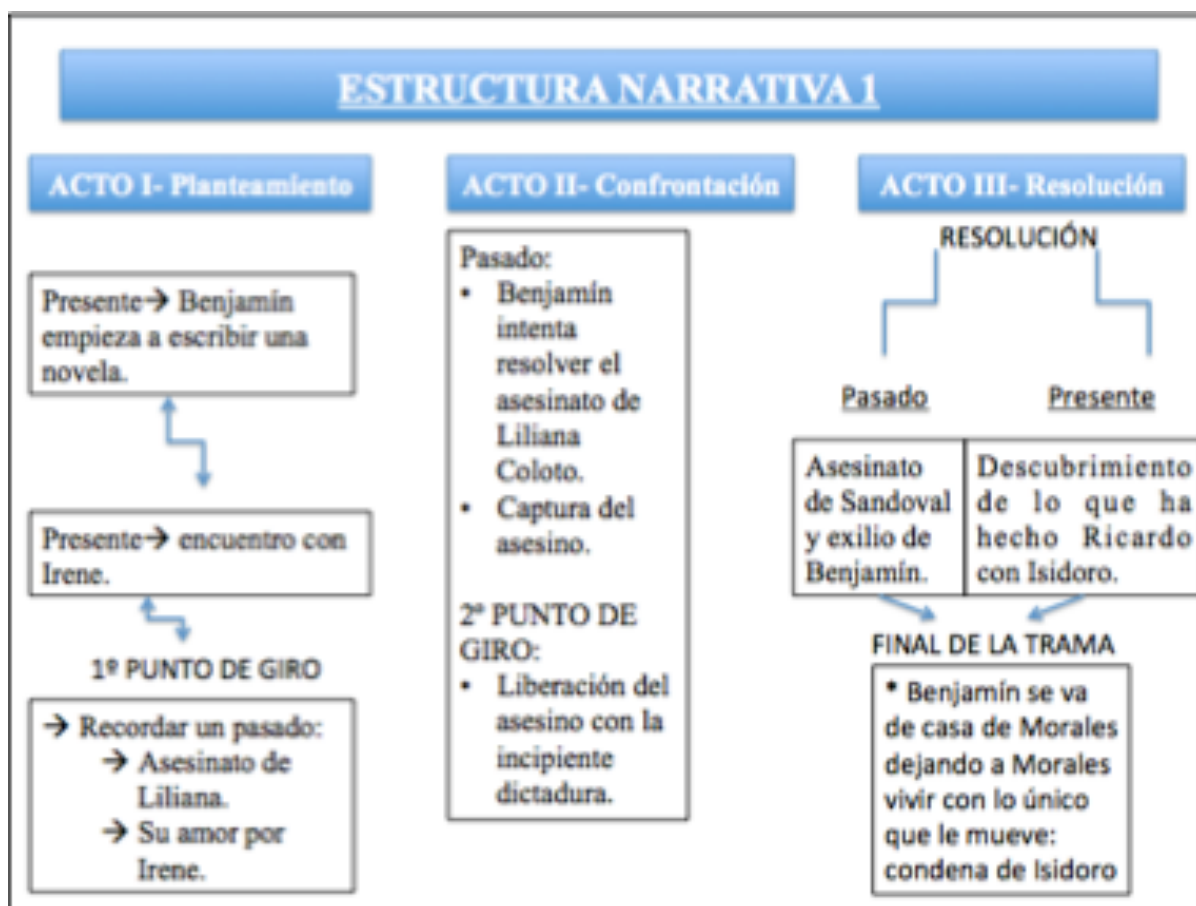 ESTRUCTURA NARRATIVA 1
ACTO I- Planteamiento
Presente→ Benjamín
empieza a escribir una
novela.
Presente→ encuentro con
Irene.
1º PUNTO DE GIRO
→ Recordar un pasado:
→ Asesinato de
Liliana.
→ Su amor por
Irene.
ACTO II- Confrontación
Pasado:
• Benjamín
intenta
resolver el
asesinato de
Liliana
Coloto.
• Captura del
asesino.
2º PUNTO DE
GIRO:
• Liberación del
asesino con la
incipiente
dictadura.
ACTO III- Resolución
RESOLUCIÓN
Pasado
Asesinato
de Sandoval
y exilio de
Benjamín.
Presente
Descubrimiento
de lo que ha
hecho Ricardo
con Isidoro.
FINAL DE LA TRAMA
* Benjamín se va
de casa de Morales
dejando a Morales
vivir con lo único
que le mueve:
condena de Isidoro